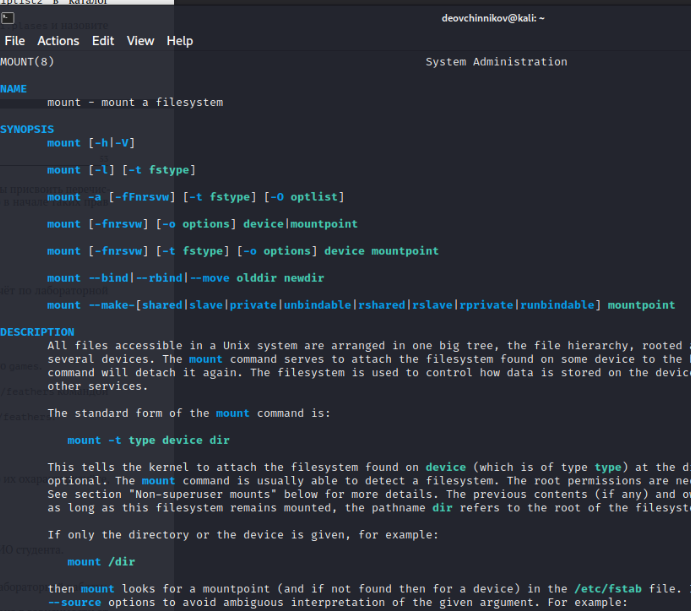 iptlist2 в каталог
deovchinnikov@kali: ~
File Actions Edit View Help
MOUNT(8) System Administration
NAME
mount - mount a filesystem
SYNOPSIS
mount [-h|-V]
mount [-l] [-t fstype]
mount -a [-fFnrsvw] [-t fstype] [-O optlist]
mount [-fnrsvw] [-o options] device|mountpoint
mount [-fnrsvw] [-t fstype] [-o options] device mountpoint
mount --bind|--rbind|--move olddir newdir
mount --make-[shared|slave|private|unbindable|rshared|rslave|rprivate|runbindable] mountpoint
DESCRIPTION
All files accessible in a Unix system are arranged in one big tree, the file hierarchy, rooted
several devices. The mount command serves to attach the filesystem found on some device to the
command will detach it again. The filesystem is used to control how data is stored on the devic
other services.
The standard form of the mount command is:
mount -t type device dir
This tells the kernel to attach the filesystem found on device (which is of type type) at the di
optional. The mount command is usually able to detect a filesystem. The root permissions are nec
See section "Non-superuser mounts" below for more details. The previous contents (if any) and ow
as long as this filesystem remains mounted, the pathname dir refers to the root of the filesyste
If only the directory or the device is given, for example:
mount /dir
then mount looks for a mountpoint (and if not found then for a device) in the /etc/fstab file.
--source options to avoid ambiguous interpretation of the given argument. For example: